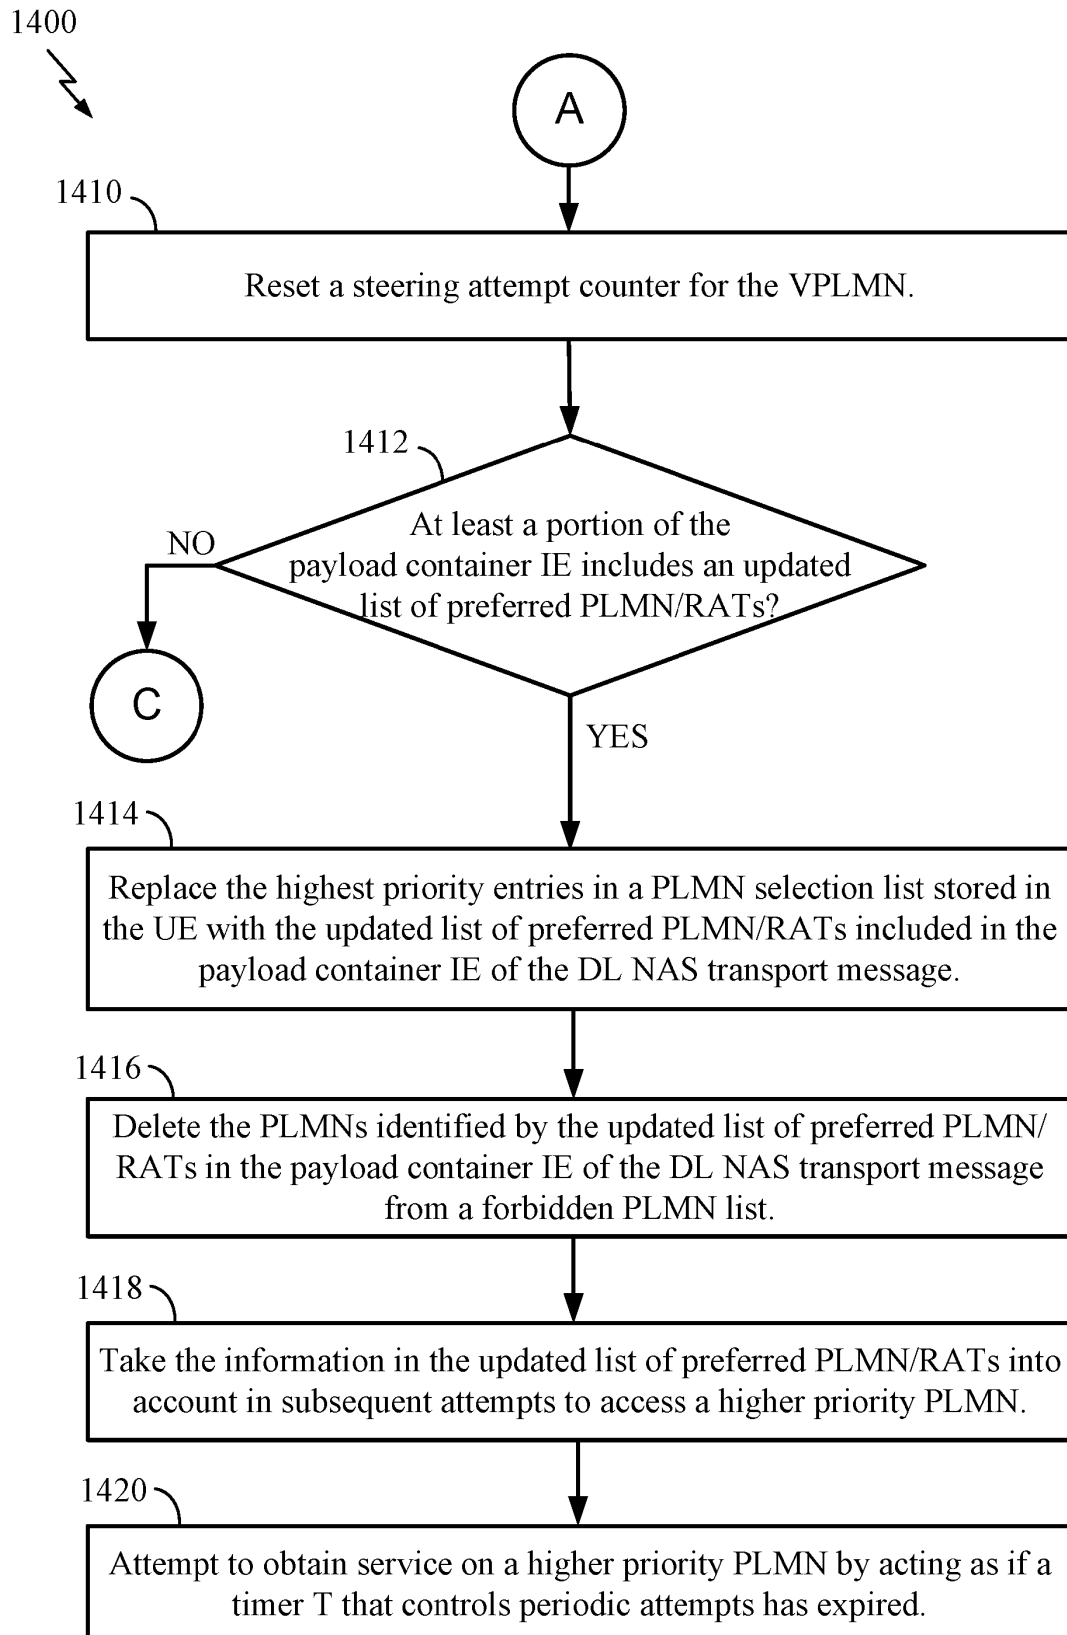 1400
A
1410
Reset a steering attempt counter for the VPLMN.
1412
At least a portion of the
payload container IE includes an updated
list of preferred PLMN/RATs?
NO
C
YES
1414
Replace the highest priority entries in a PLMN selection list stored in
the UE with the updated list of preferred PLMN/RATs included in the
payload container IE of the DL NAS transport message.
1416
Delete the PLMNs identified by the updated list of preferred PLMN/
RATs in the payload container IE of the DL NAS transport message
from a forbidden PLMN list.
1418
Take the information in the updated list of preferred PLMN/RATs into
account in subsequent attempts to access a higher priority PLMN.
1420
Attempt to obtain service on a higher priority PLMN by acting as if a
timer T that controls periodic attempts has expired.